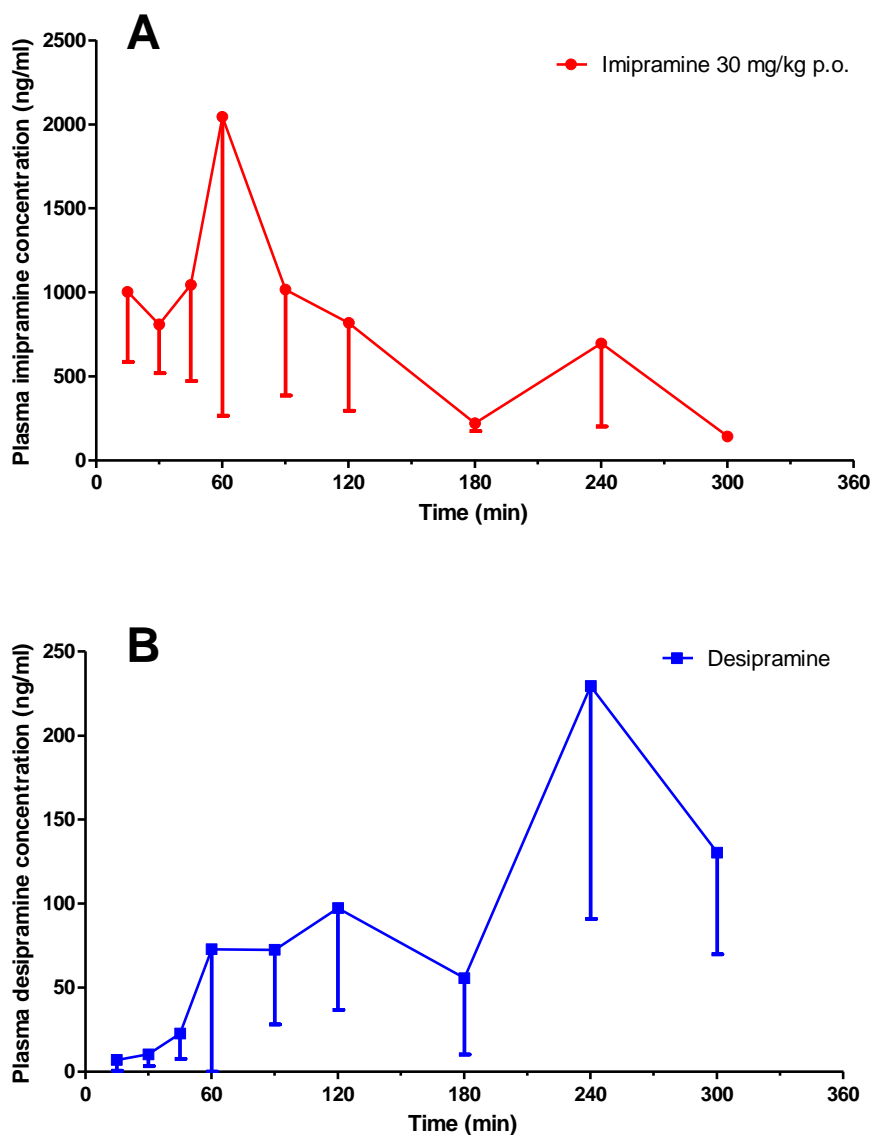 A
Imipramine 30 mg/kg p.o.
Plasma imipramine concentration (ng/ml)
2500
2000
1500
1000
500
0
0 60 120 180 240 300 360
Time (min)
B
Desipramine
Plasma desipramine concentration (ng/ml)
250
200
150
100
50
0
0 60 120 180 240 300 360
Time (min)